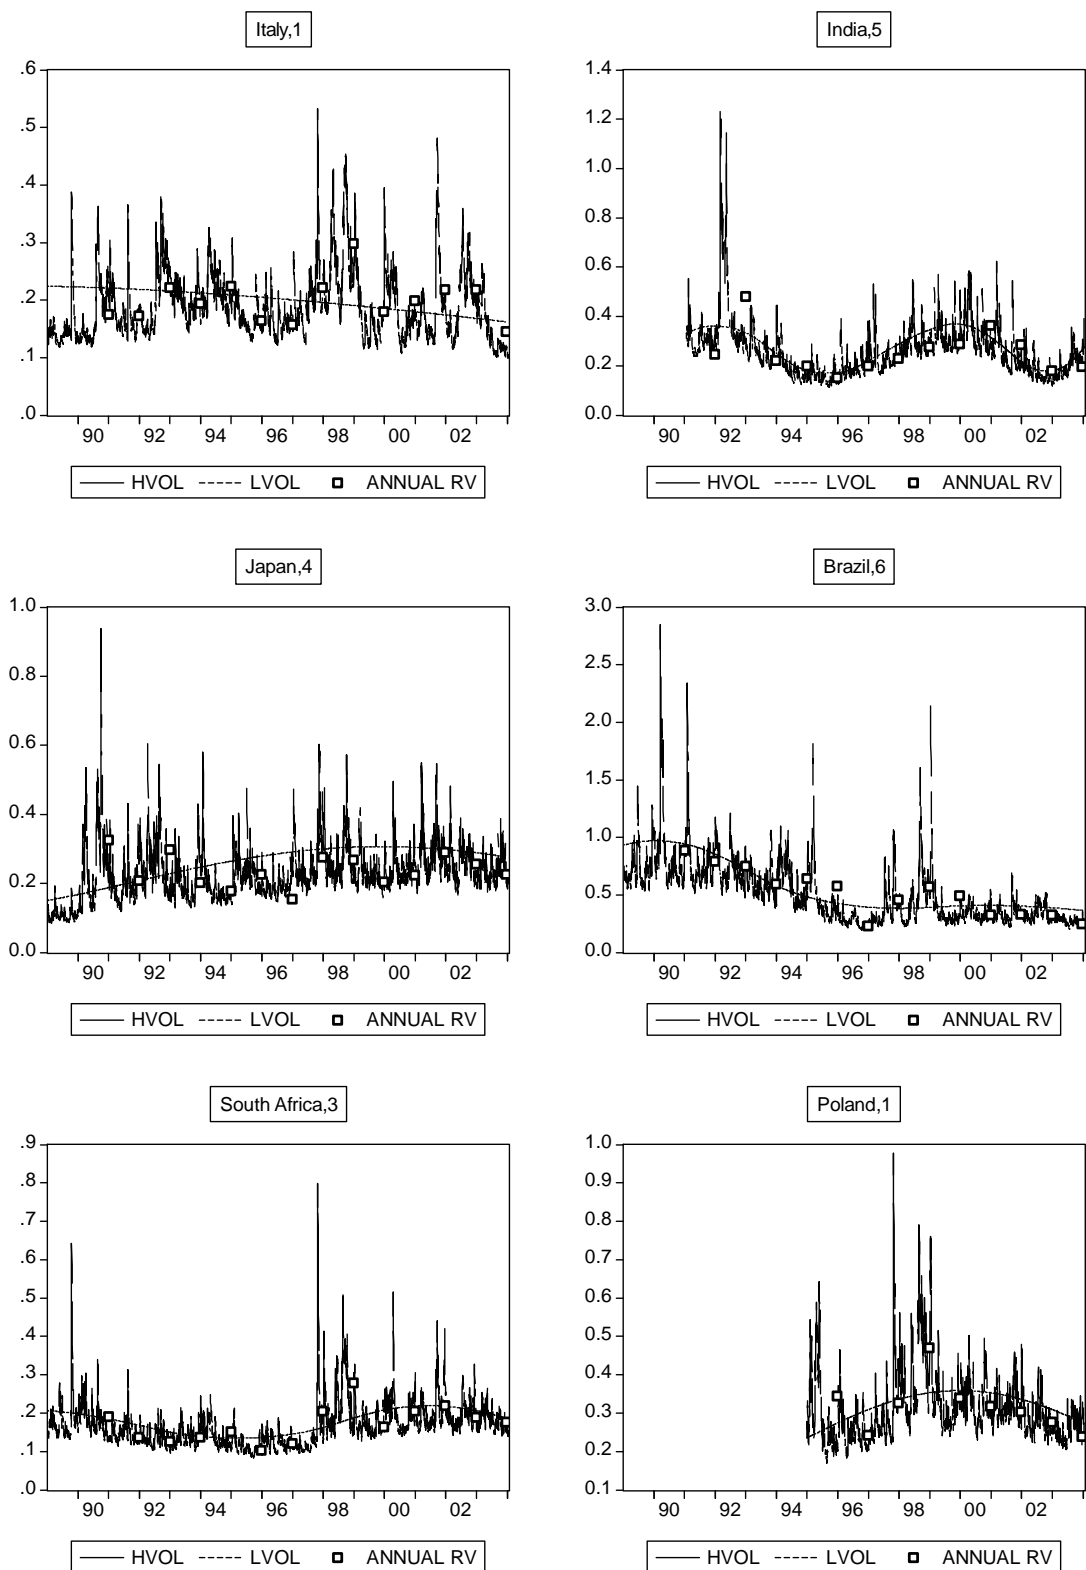 Italy,1
.6
.5
.4
.3
.2
.1
.0
90 92 94 96 98 00 02
HVOL LVOL ANNUAL RV
India,5
1.4
1.2
1.0
0.8
0.6
0.4
0.2
0.0
90 92 94 96 98 00 02
HVOL LVOL ANNUAL RV
Japan,4
1.0
0.8
0.6
0.4
0.2
0.0
90 92 94 96 98 00 02
HVOL LVOL ANNUAL RV
Brazil,6
3.0
2.5
2.0
1.5
1.0
0.5
0.0
90 92 94 96 98 00 02
HVOL LVOL ANNUAL RV
South Africa,3
.9
.8
.7
.6
.5
.4
.3
.2
.1
.0
90 92 94 96 98 00 02
HVOL LVOL ANNUAL RV
Poland,1
1.0
0.9
0.8
0.7
0.6
0.5
0.4
0.3
0.2
0.1
90 92 94 96 98 00 02
HVOL LVOL ANNUAL RV